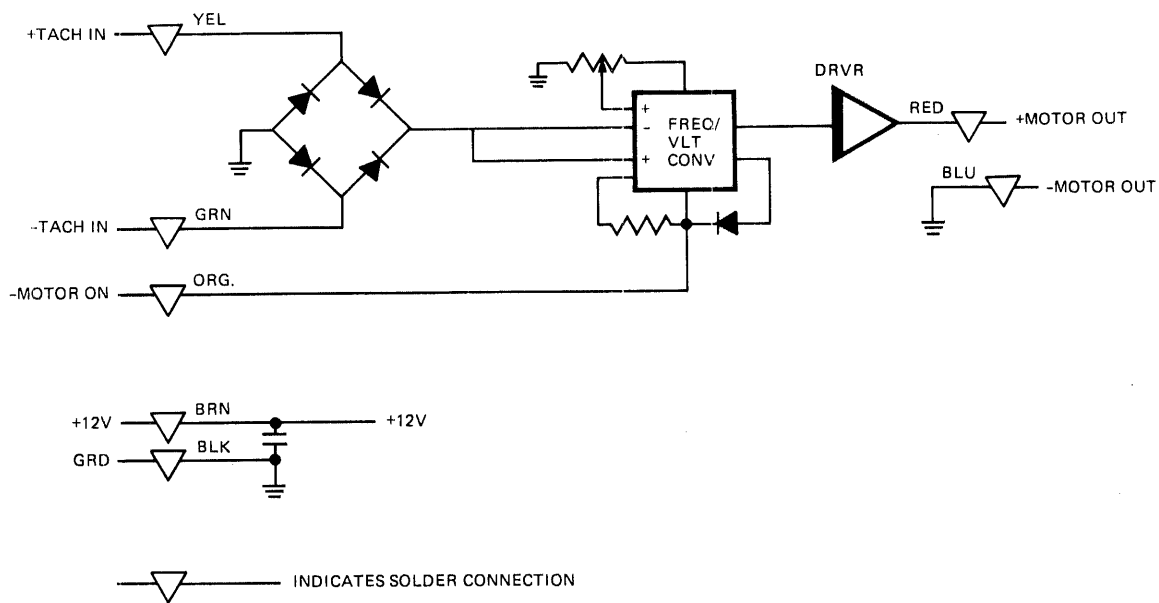 +TACH IN
YEL
DRVR
RED
+MOTOR OUT
+
-
+
FREQ/
VLT
CONV
BLU
-MOTOR OUT
-TACH IN
GRN
-MOTOR ON
ORG.
+12V
BRN
+12V
GRD
BLK
INDICATES SOLDER CONNECTION